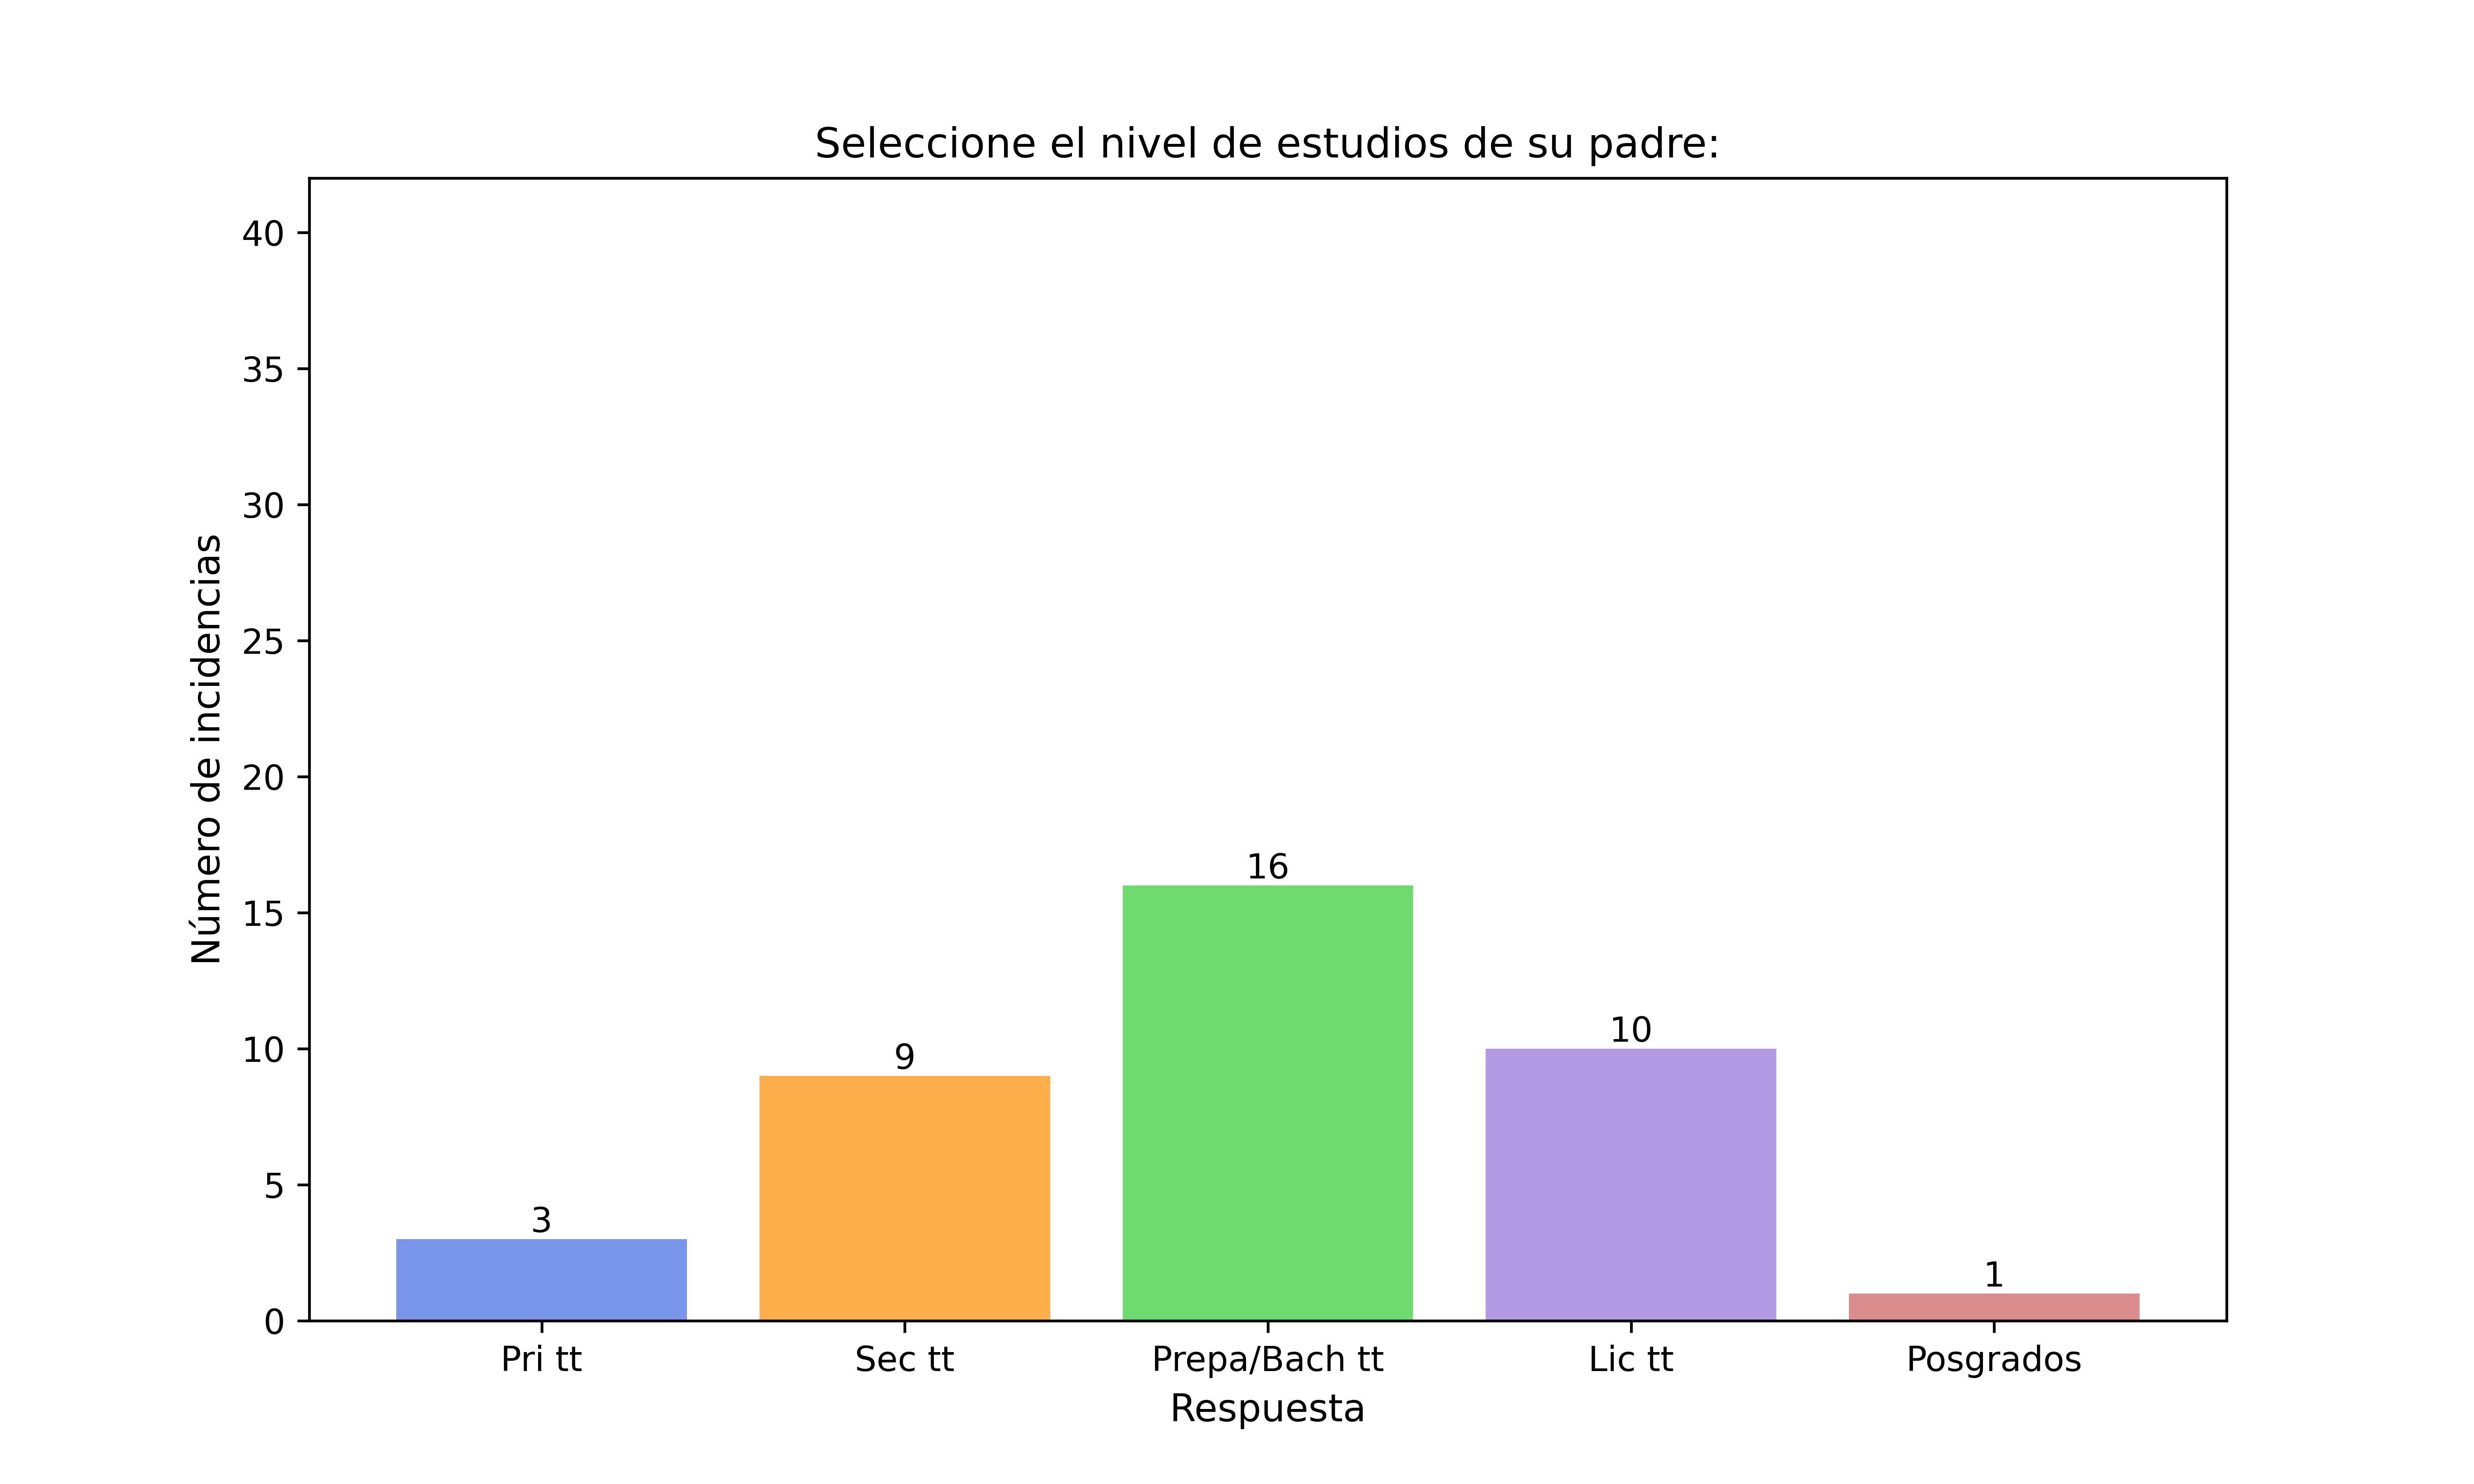 Seleccione el nivel de estudios de su padre:
Número de incidencias
40
35
30
25
20
15
10
5
0
3
9
16
10
1
Pri tt
Sec tt
Prepa/Bach tt
Lic tt
Posgrados
Respuesta